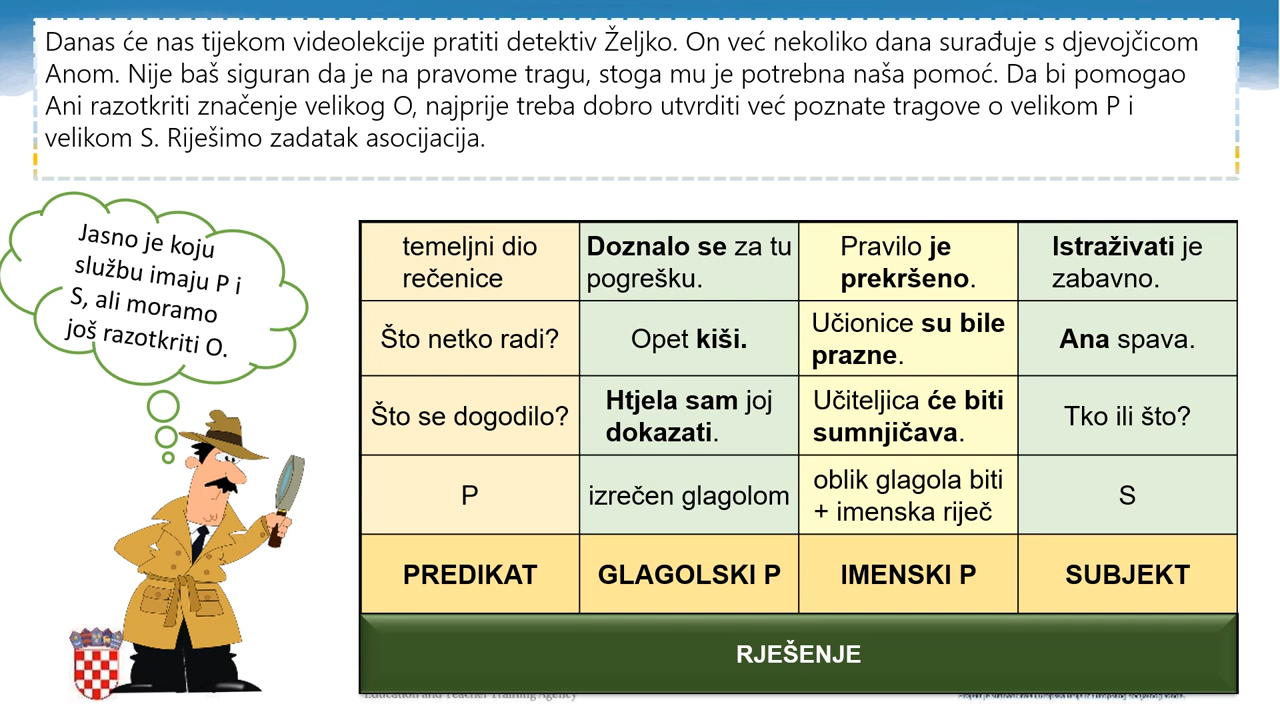 Danas će nas tijekom videolekcije pratiti detektiv Željko. On već nekoliko dana surađuje s djevojčicom
Anom. Nije baš siguran da je na pravome tragu, stoga mu je potrebna naša pomoć. Da bi pomogao
Ani razotkriti značenje velikog O, najprije treba dobro utvrditi već poznate tragove o velikom P i
velikom S. Riješimo zadatak asocijacija.
Jasno je koju
službu imaju P i
S, ali moramo
još razotkriti O.
temeljni dio
rečenice
Doznalo se za tu
pogrešku.
Pravilo je
prekršeno.
Istraživati je
zabavno.
Što netko radi?
Opet kiši.
Učionice su bile
prazne.
Ana spava.
Što se dogodilo?
Htjela sam joj
dokazati.
Učiteljica će biti
sumnjičava.
Tko ili što?
P
izrečen glagolom
oblik glagola biti
+ imenska riječ
S
PREDIKAT
GLAGOLSKI P
IMENSKI P
SUBJEKT
RJEŠENJE
Education and Teacher Training Agency